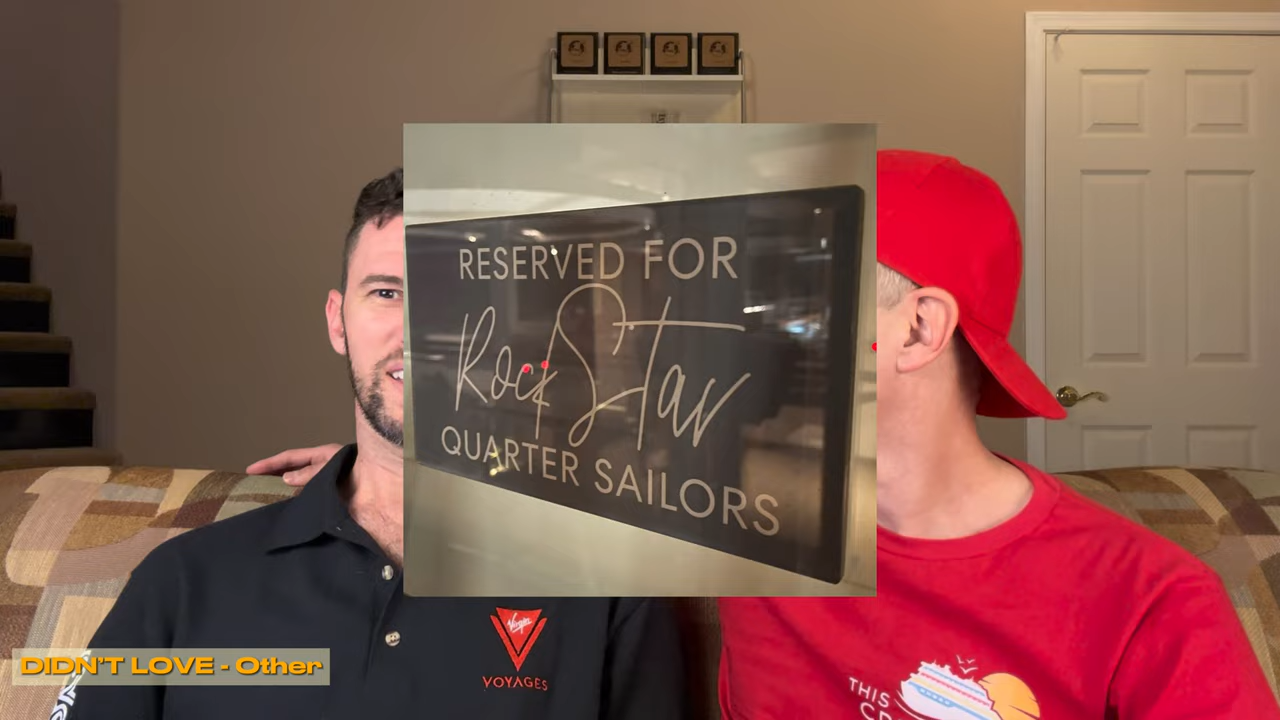 RESERVED FOR
RockStar
QUARTER SAILORS
Virgin
VOYAGES
THIS
DIDN'T LOVE - Other